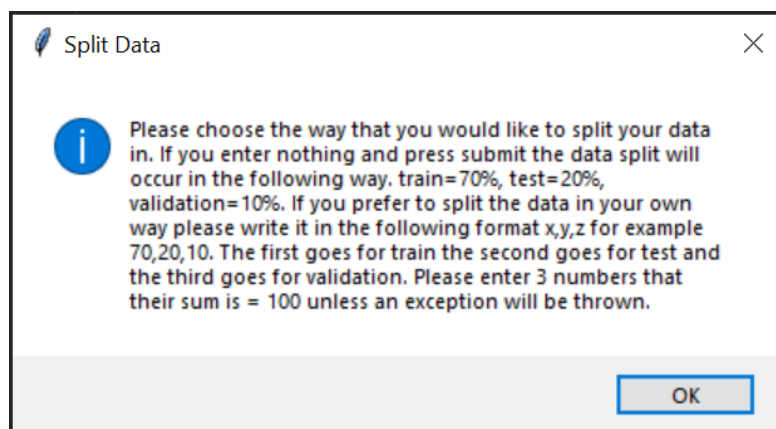 Split Data
Please choose the way that you would like to split your data
in. If you enter nothing and press submit the data split will
occur in the following way. train=70%, test=20%,
validation=10%. If you prefer to split the data in your own
way please write it in the following format x,y,z for example
70,20,10. The first goes for train the second goes for test and
the third goes for validation. Please enter 3 numbers that
their sum is = 100 unless an exception will be thrown.
OK